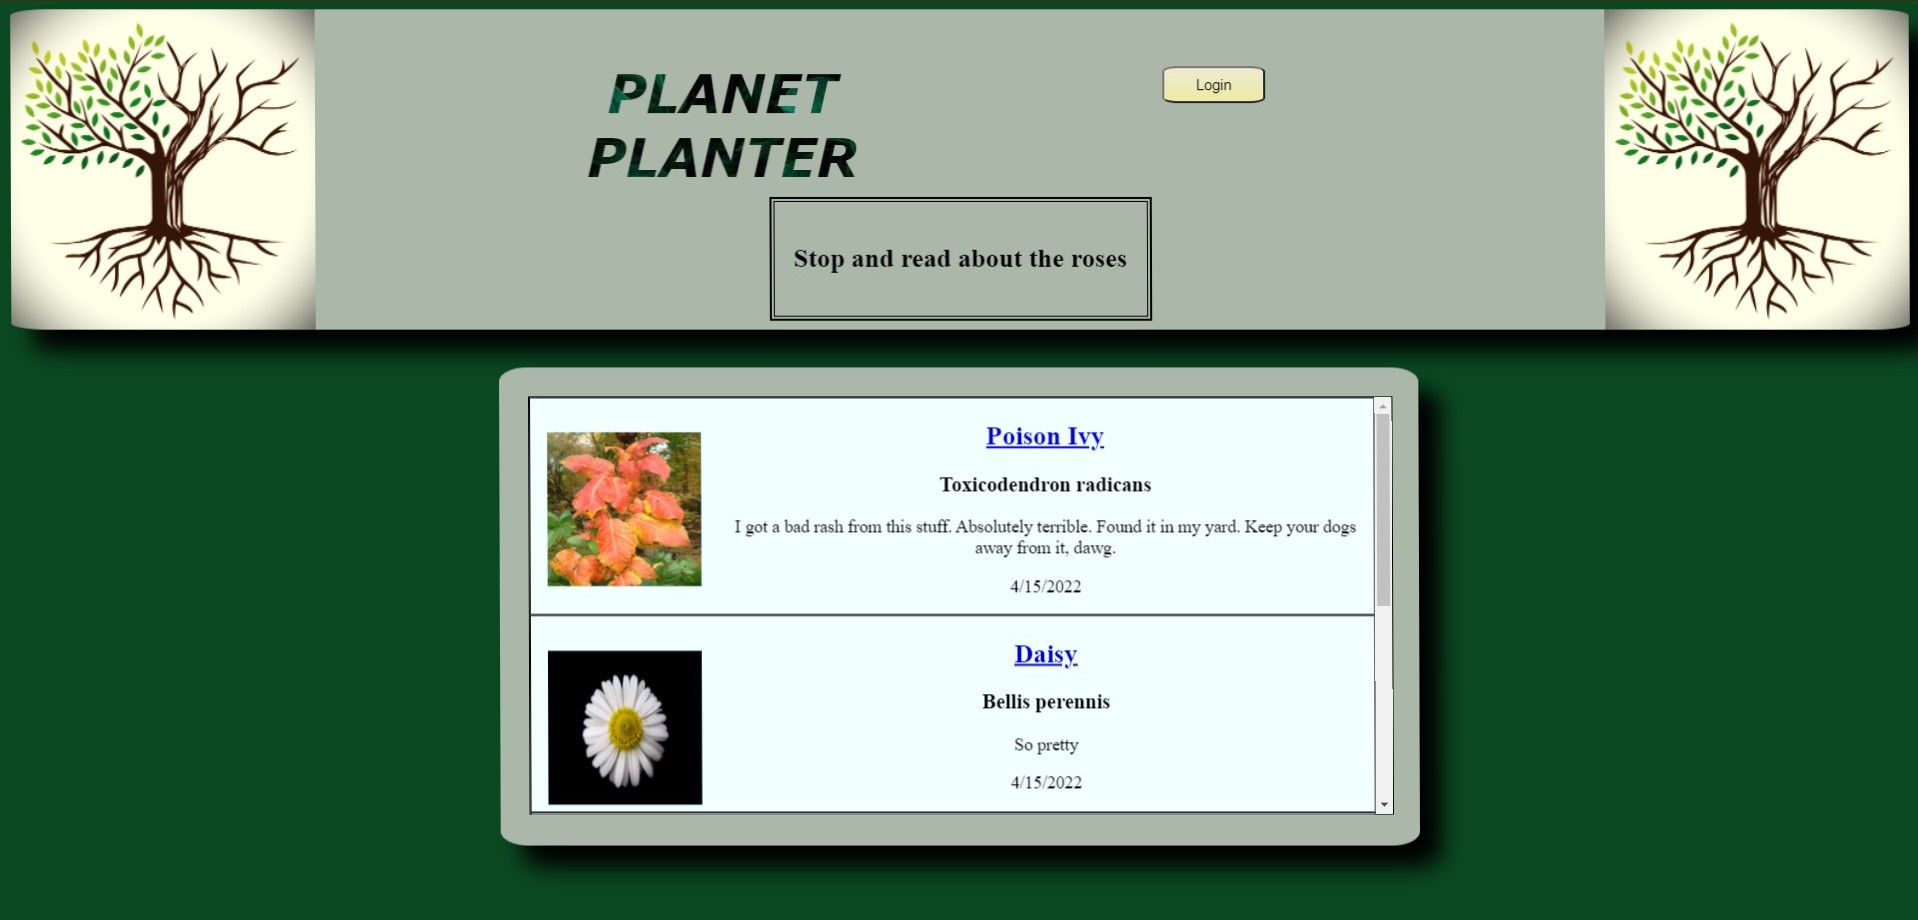 PLANET
PLANTER
Login
Stop and read about the roses
Poison Ivy
Toxicodendron radicans
I got a bad rash from this stuff. Absolutely terrible. Found it in my yard. Keep your dogs
away from it, dawg.
4/15/2022
Daisy
Bellis perennis
So pretty
4/15/2022